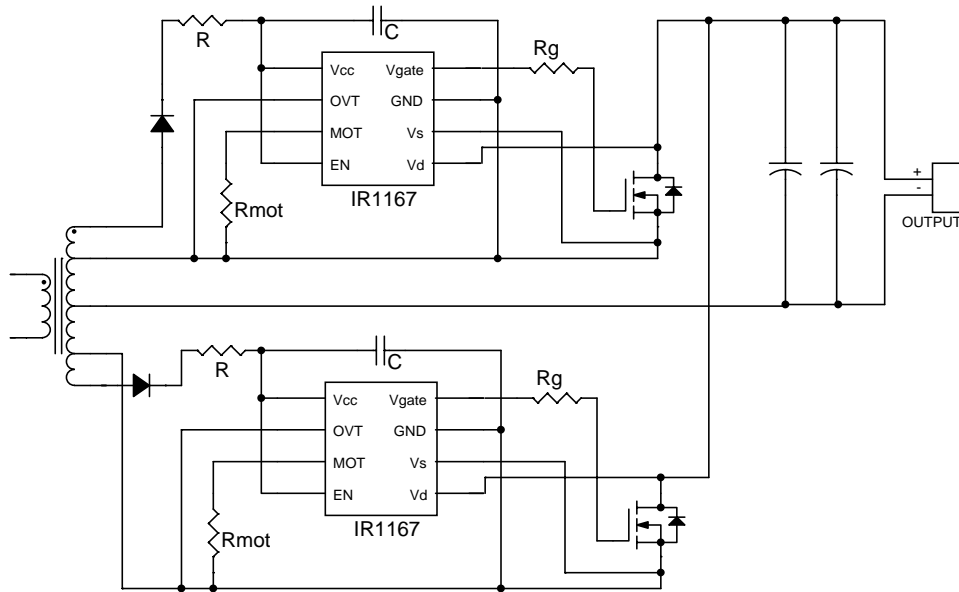 R
C
Rg
Vcc
Vgate
OVT
GND
MOT
Vs
EN
Vd
IR1167
Rmot
+
-
OUTPUT
R
C
Rg
Vcc
Vgate
OVT
GND
MOT
Vs
EN
Vd
IR1167
Rmot